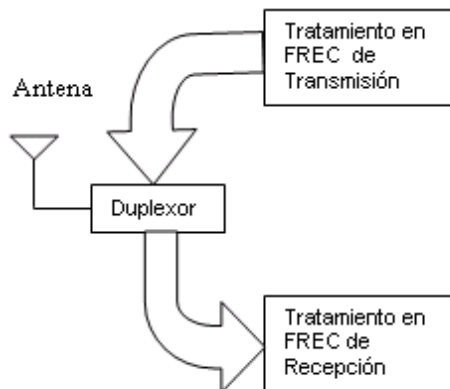 Tratamiento en
FREC de
Transmisión
Antena
Duplexor
Tratamiento en
FREC de
Recepción